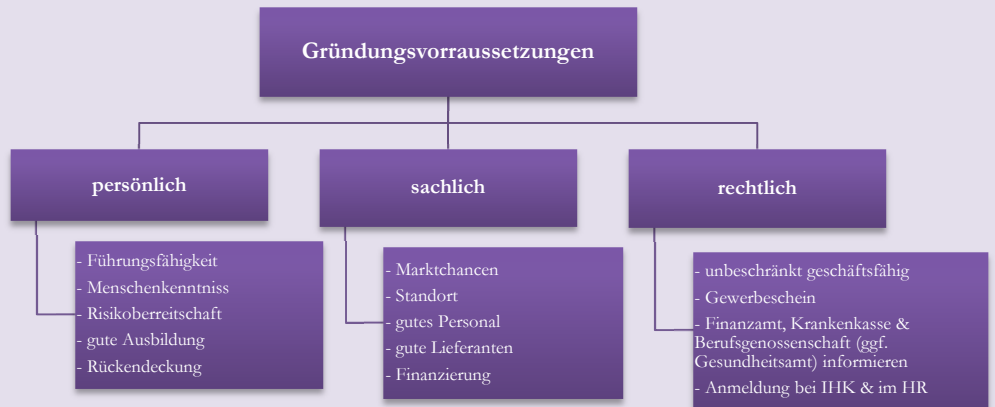 Gründungsvorraussetzungen
persönlich
- Führungsfähigkeit
- Menschenkenntniss
- Risikoberreitschaft
- gute Ausbildung
- Rückendeckung
sachlich
- Marktchancen
- Standort
- gutes Personal
- gute Lieferanten
- Finanzierung
rechtlich
- unbeschränkt geschäftsfähig
- Gewerbeschein
- Finanzamt, Krankenkasse &
Berufsgenossenschaft (ggf.
Gesundheitsamt) informieren
- Anmeldung bei IHK & im HR